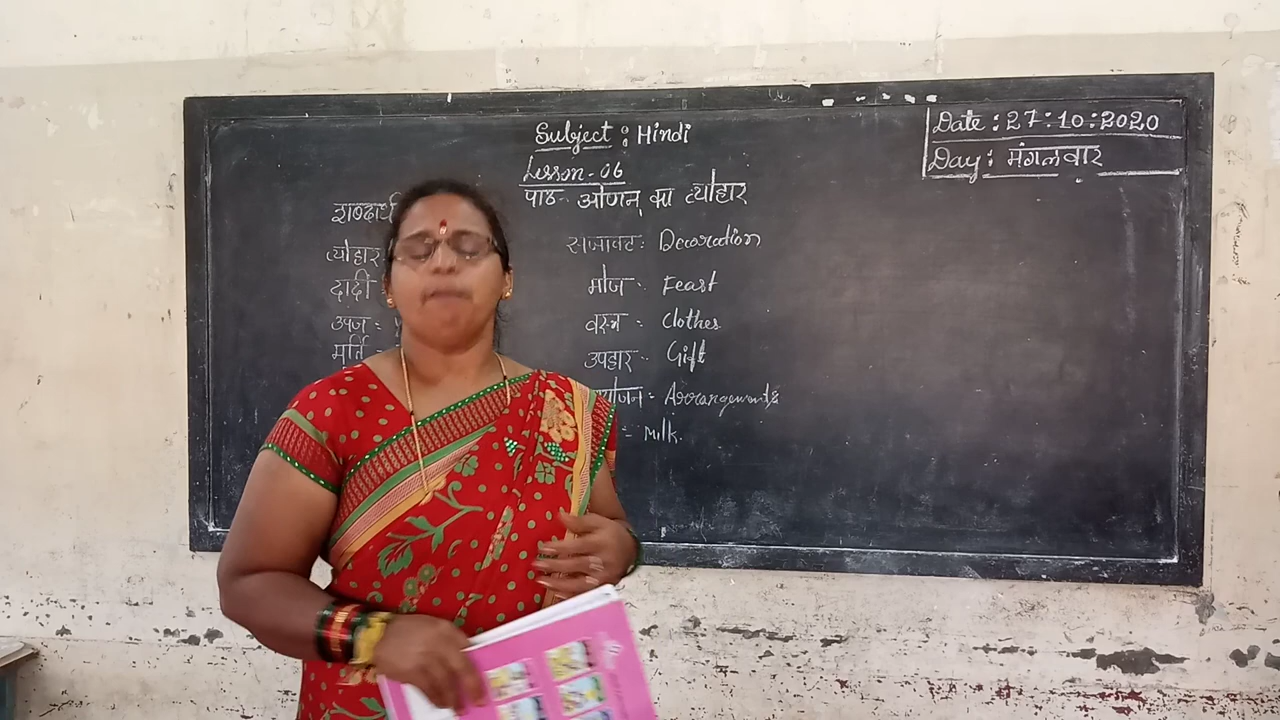 Subject : Hindi
Date : 27:10:2020
Lesson - 06
Day : मंगलवार
पाठ - ओणम् का त्योहार
शब्दार्थ
त्योहार
सजावट : Decoration
दादी
भोज : Feast
उपज =
वस्त्र : Clothes
मूर्ति -
उपहार - Gift
योजन = Arrangements
= Milk.